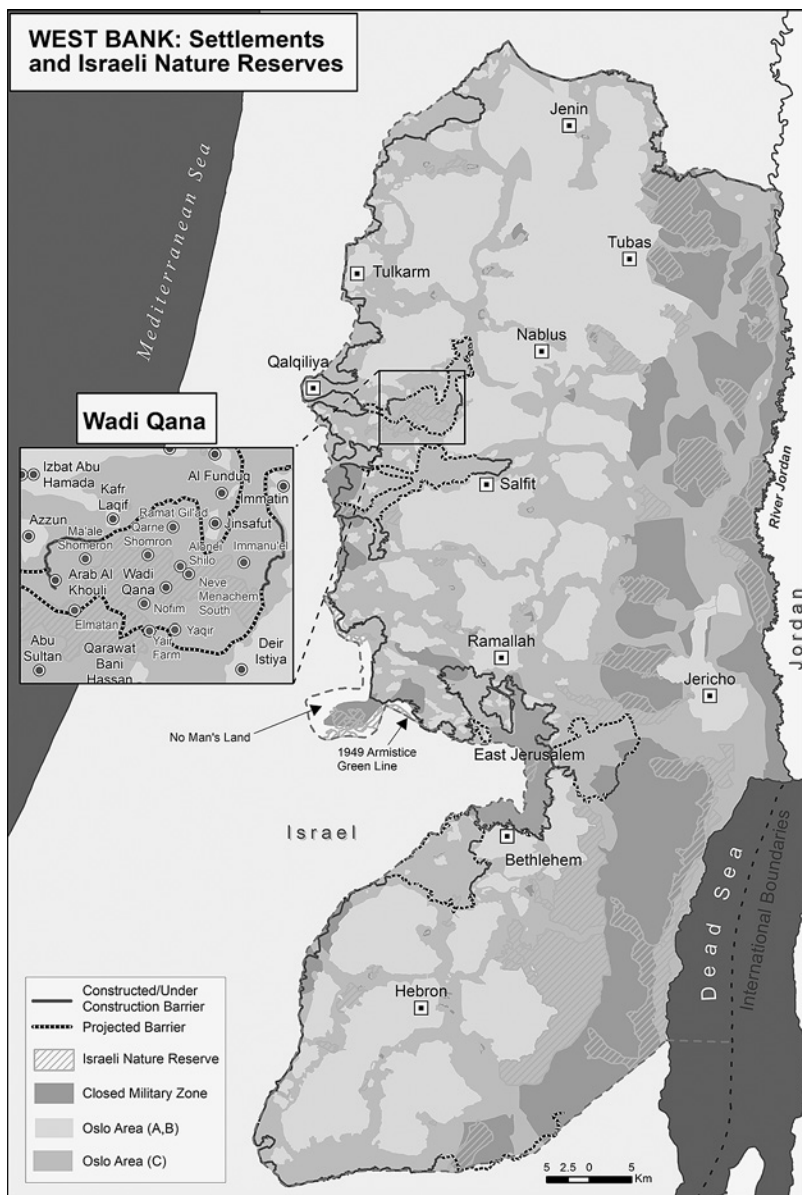 WEST BANK: Settlements
and Israeli Nature Reserves
Mediterranean Sea
Jenin
Tubas
Tulkarm
Nablus
Qalqiliya
Salfit
River Jordan
Jordan
Wadi Qana
Izbat Abu
Hamada
Al Funduq
Immatin
Kafr
Laqif
Ramat Gil'ad
Azzun
Qarne
Shomron
Jinsafut
Ma'ale
Shomeron
Alonei
Shilo
Immanu'el
Arab Al
Khouli
Wadi
Qana
Neve
Menachem
South
Nofim
Elmatan
Yaqir
Yair
Farm
Abu
Sultan
Qarawat
Bani
Hassan
Deir
Istiya
Ramallah
Jericho
No Man's Land
1949 Armistice
Green Line
East Jerusalem
Israel
Bethlehem
Dead Sea
International Boundaries
Hebron
Constructed/Under
Construction Barrier
Projected Barrier
Israeli Nature Reserve
Closed Military Zone
Oslo Area (A,B)
Oslo Area (C)
5 2.5 0 5
Km